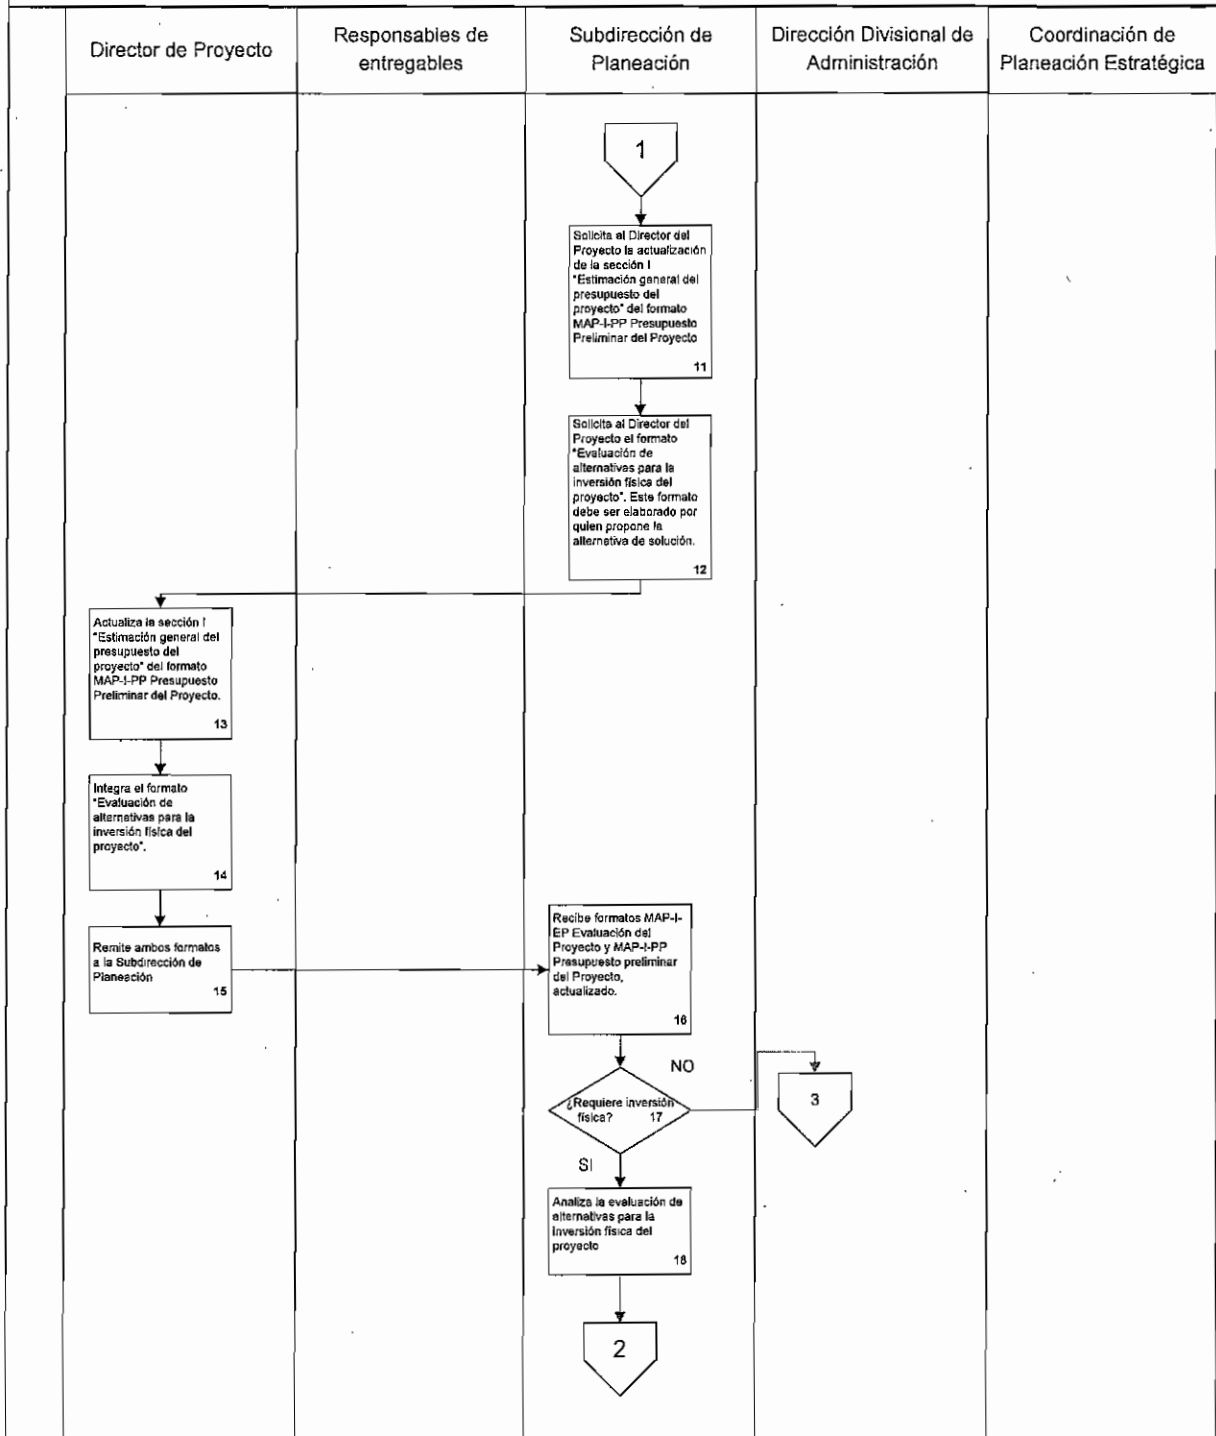 Director de Proyecto
Responsables de
entregables
Subdirección de
Planeación
Dirección Divisional de
Administración
Coordinación de
Planeación Estratégica
1
Solicita al Director del
Proyecto la actualización
de la sección I
"Estimación general del
presupuesto del
proyecto" del formato
MAP-I-PP Presupuesto
Preliminar del Proyecto
11
Solicita al Director del
Proyecto el formato
"Evaluación de
alternativas para la
inversión física del
proyecto". Este formato
debe ser elaborado por
quien propone la
alternativa de solución.
12
Actualiza la sección I
"Estimación general del
presupuesto del
proyecto" del formato
MAP-I-PP Presupuesto
Preliminar del Proyecto.
13
Integra el formato
"Evaluación de
alternativas para la
inversión física del
proyecto".
14
Remite ambos formatos
a la Subdirección de
Planeación
15
Recibe formatos MAP-I-
EP Evaluación del
Proyecto y MAP-I-PP
Presupuesto preliminar
del Proyecto,
actualizado.
16
NO
¿Requiere inversión
física? 17
3
SI
Analiza la evaluación de
alternativas para la
inversión física del
proyecto
18
2